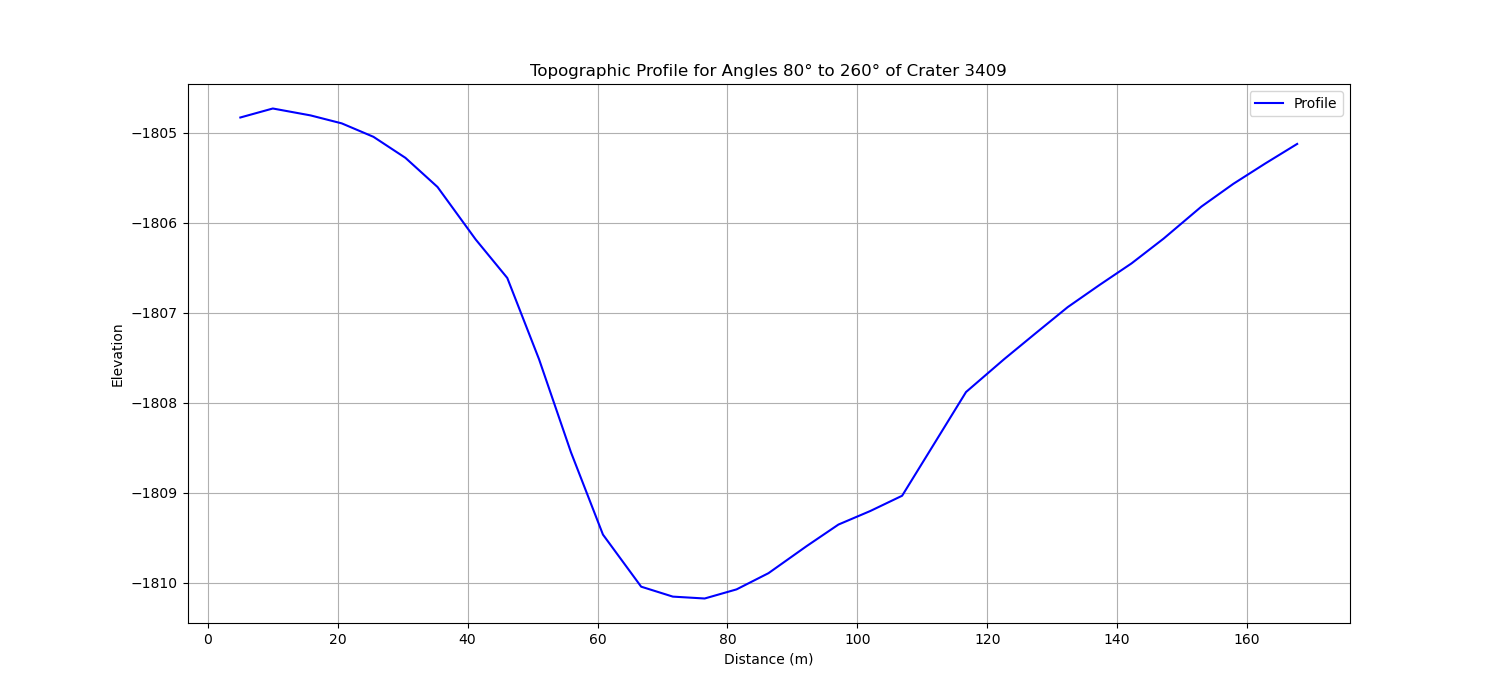 Topographic Profile for Angles 80° to 260° of Crater 3409
Profile
−1805
−1806
−1807
−1808
−1809
−1810
Elevation
0 20 40 60 80 100 120 140 160
Distance (m)